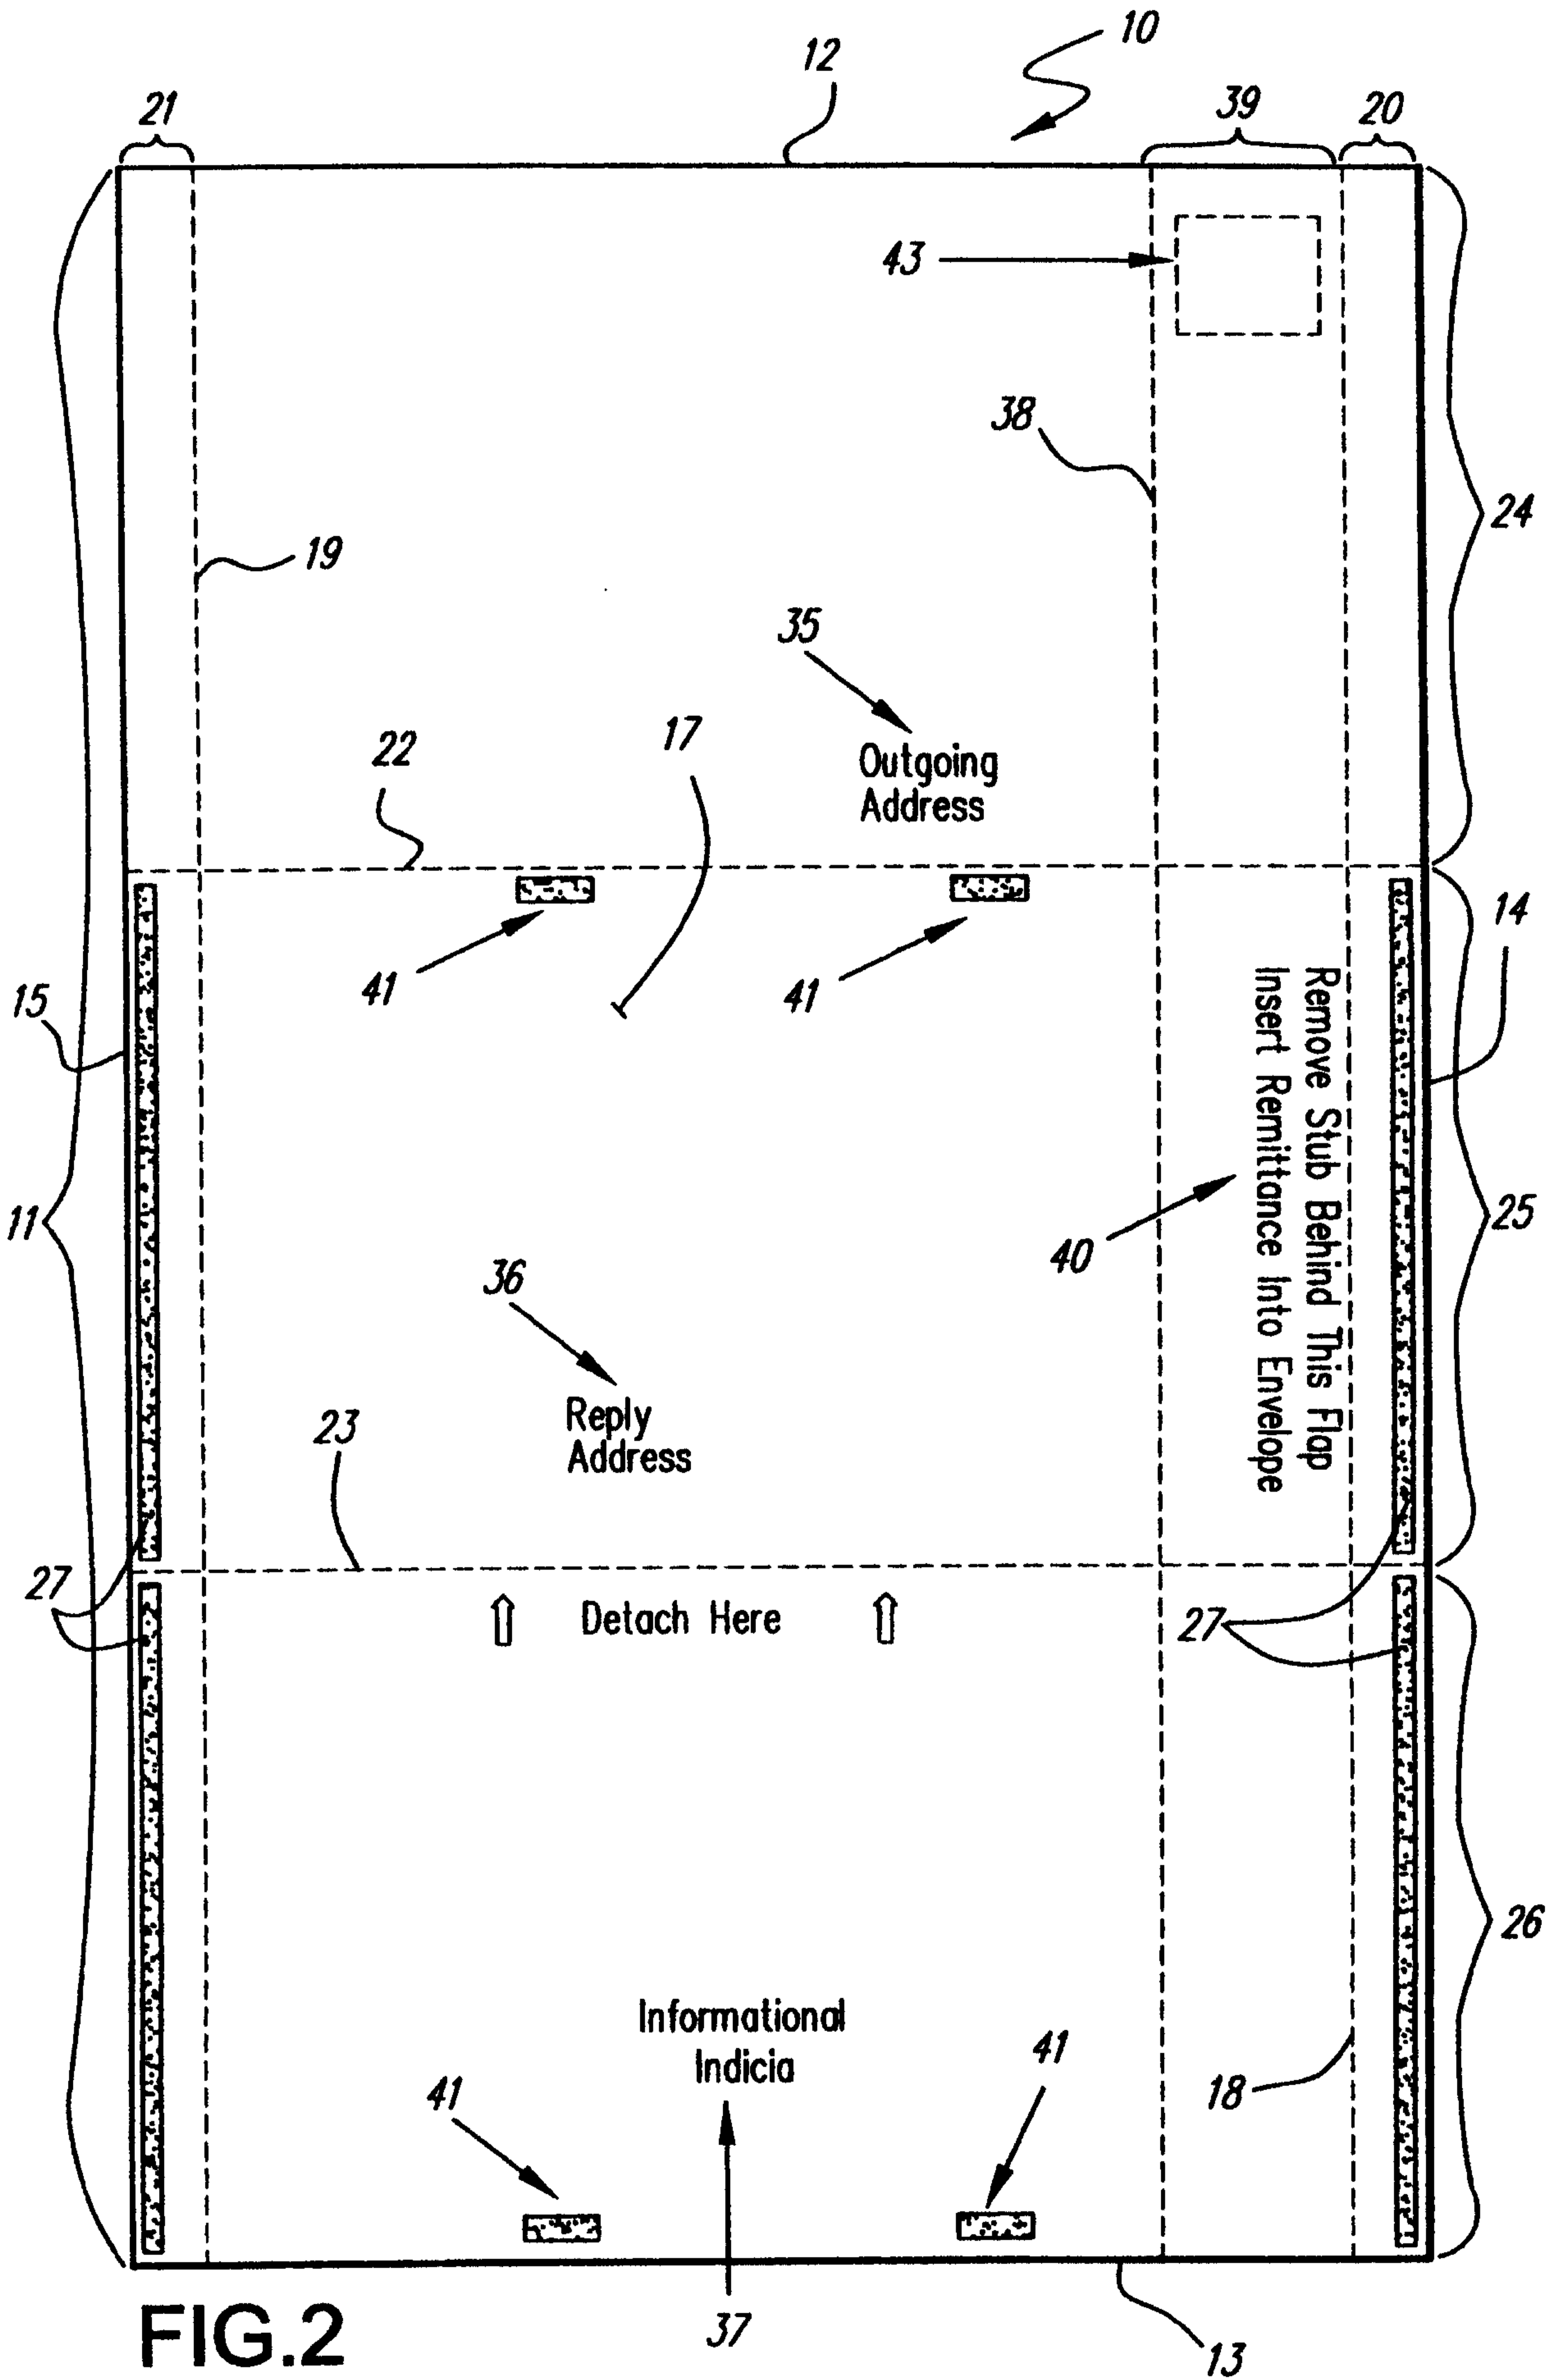 10
12
21
39
20
43
38
24
19
35
17
22
Outgoing
Address
14
41
41
15
Remove Stub Behind This Flap
Insert Remittance Into Envelope
11
25
40
36
23
Reply
Address
27
27
Detach Here
26
Informational
Indicia
41
41
18
37
13
FIG.2